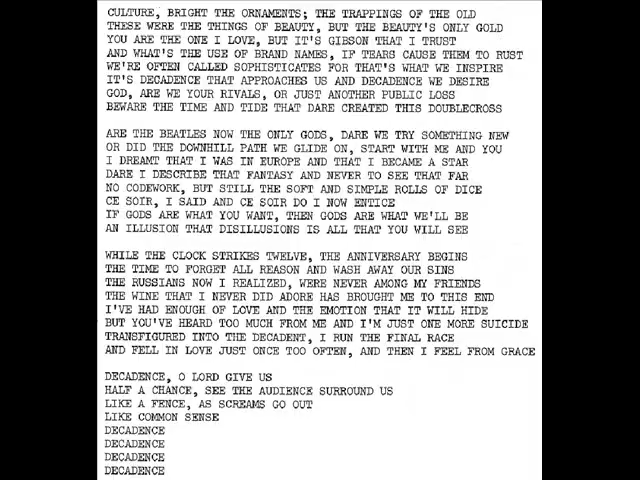 CULTURE, BRIGHT THE ORNAMENTS; THE TRAPPINGS OF THE OLD
THESE WERE THE THINGS OF BEAUTY, BUT THE BEAUTY'S ONLY GOLD
YOU ARE THE ONE I LOVE, BUT IT'S GIBSON THAT I TRUST
AND WHAT'S THE USE OF BRAND NAMES, IF TEARS CAUSE THEM TO RUST
WE'RE OFTEN CALLED SOPHISTICATES FOR THAT'S WHAT WE INSPIRE
IT'S DECADENCE THAT APPROACHES US AND DECADENCE WE DESIRE
GOD, ARE WE YOUR RIVALS, OR JUST ANOTHER PUBLIC LOSS
BEWARE THE TIME AND TIDE THAT DARE CREATED THIS DOUBLECROSS
ARE THE BEATLES NOW THE ONLY GODS, DARE WE TRY SOMETHING NEW
OR DID THE DOWNHILL PATH WE GLIDE ON, START WITH ME AND YOU
I DREAMT THAT I WAS IN EUROPE AND THAT I BECAME A STAR
DARE I DESCRIBE THAT FANTASY AND NEVER TO SEE THAT FAR
NO CODEWORK, BUT STILL THE SOFT AND SIMPLE ROLLS OF DICE
CE SOIR, I SAID AND CE SOIR DO I NOW ENTICE
IF GODS ARE WHAT YOU WANT, THEN GODS ARE WHAT WE'LL BE
AN ILLUSION THAT DISILLUSIONS IS ALL THAT YOU WILL SEE
WHILE THE CLOCK STRIKES TWELVE, THE ANNIVERSARY BEGINS
THE TIME TO FORGET ALL REASON AND WASH AWAY OUR SINS
THE RUSSIANS NOW I REALIZED, WERE NEVER AMONG MY FRIENDS
THE WINE THAT I NEVER DID ADORE HAS BROUGHT ME TO THIS END
I'VE HAD ENOUGH OF LOVE AND THE EMOTION THAT IT WILL HIDE
BUT YOU'VE HEARD TOO MUCH FROM ME AND I'M JUST ONE MORE SUICIDE
TRANSFIGURED INTO THE DECADENT, I RUN THE FINAL RACE
AND FELL IN LOVE JUST ONCE TOO OFTEN, AND THEN I FEEL FROM GRACE
DECADENCE, O LORD GIVE US
HALF A CHANCE, SEE THE AUDIENCE SURROUND US
LIKE A FENCE, AS SCREAMS GO OUT
LIKE COMMON SENSE
DECADENCE
DECADENCE
DECADENCE
DECADENCE